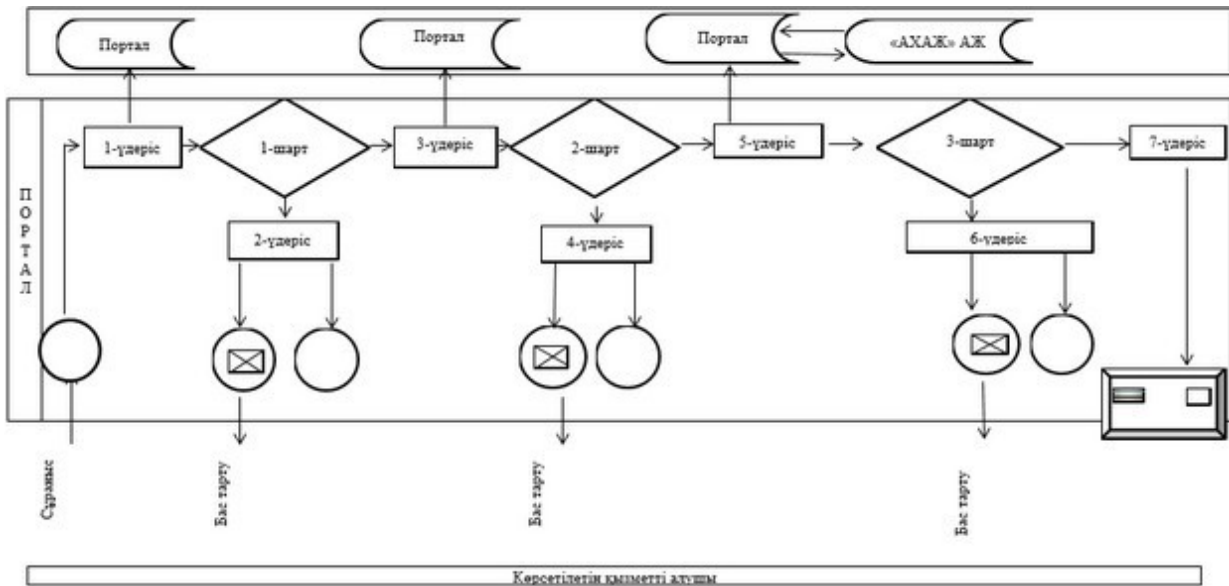 Портал
Портал
Портал
«АХАЖ» АЖ
ПОРТАЛ
1-үдеріс
1-шарт
3-үдеріс
2-шарт
5-үдеріс
3-шарт
7-үдеріс
2-үдеріс
4-үдеріс
6-үдеріс
Сұраныс
Бас тарту
Бас тарту
Бас тарту
Көрсетілетін қызметті алушы